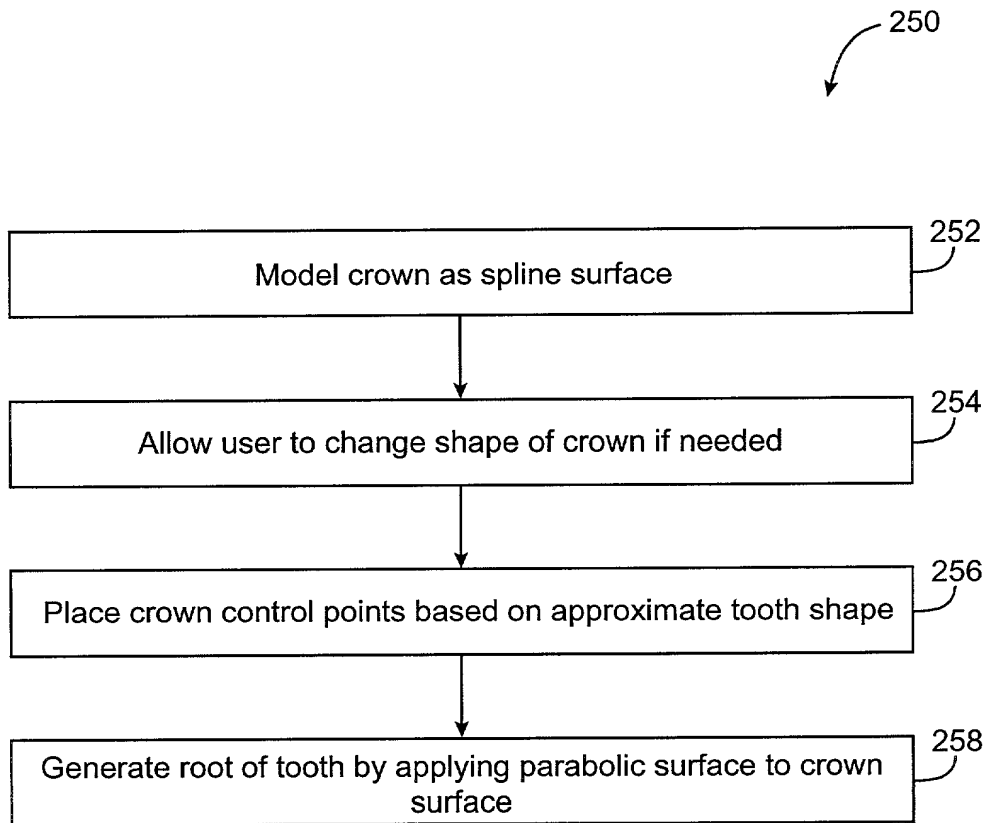 250
252
Model crown as spline surface
254
Allow user to change shape of crown if needed
256
Place crown control points based on approximate tooth shape
258
Generate root of tooth by applying parabolic surface to crown
surface